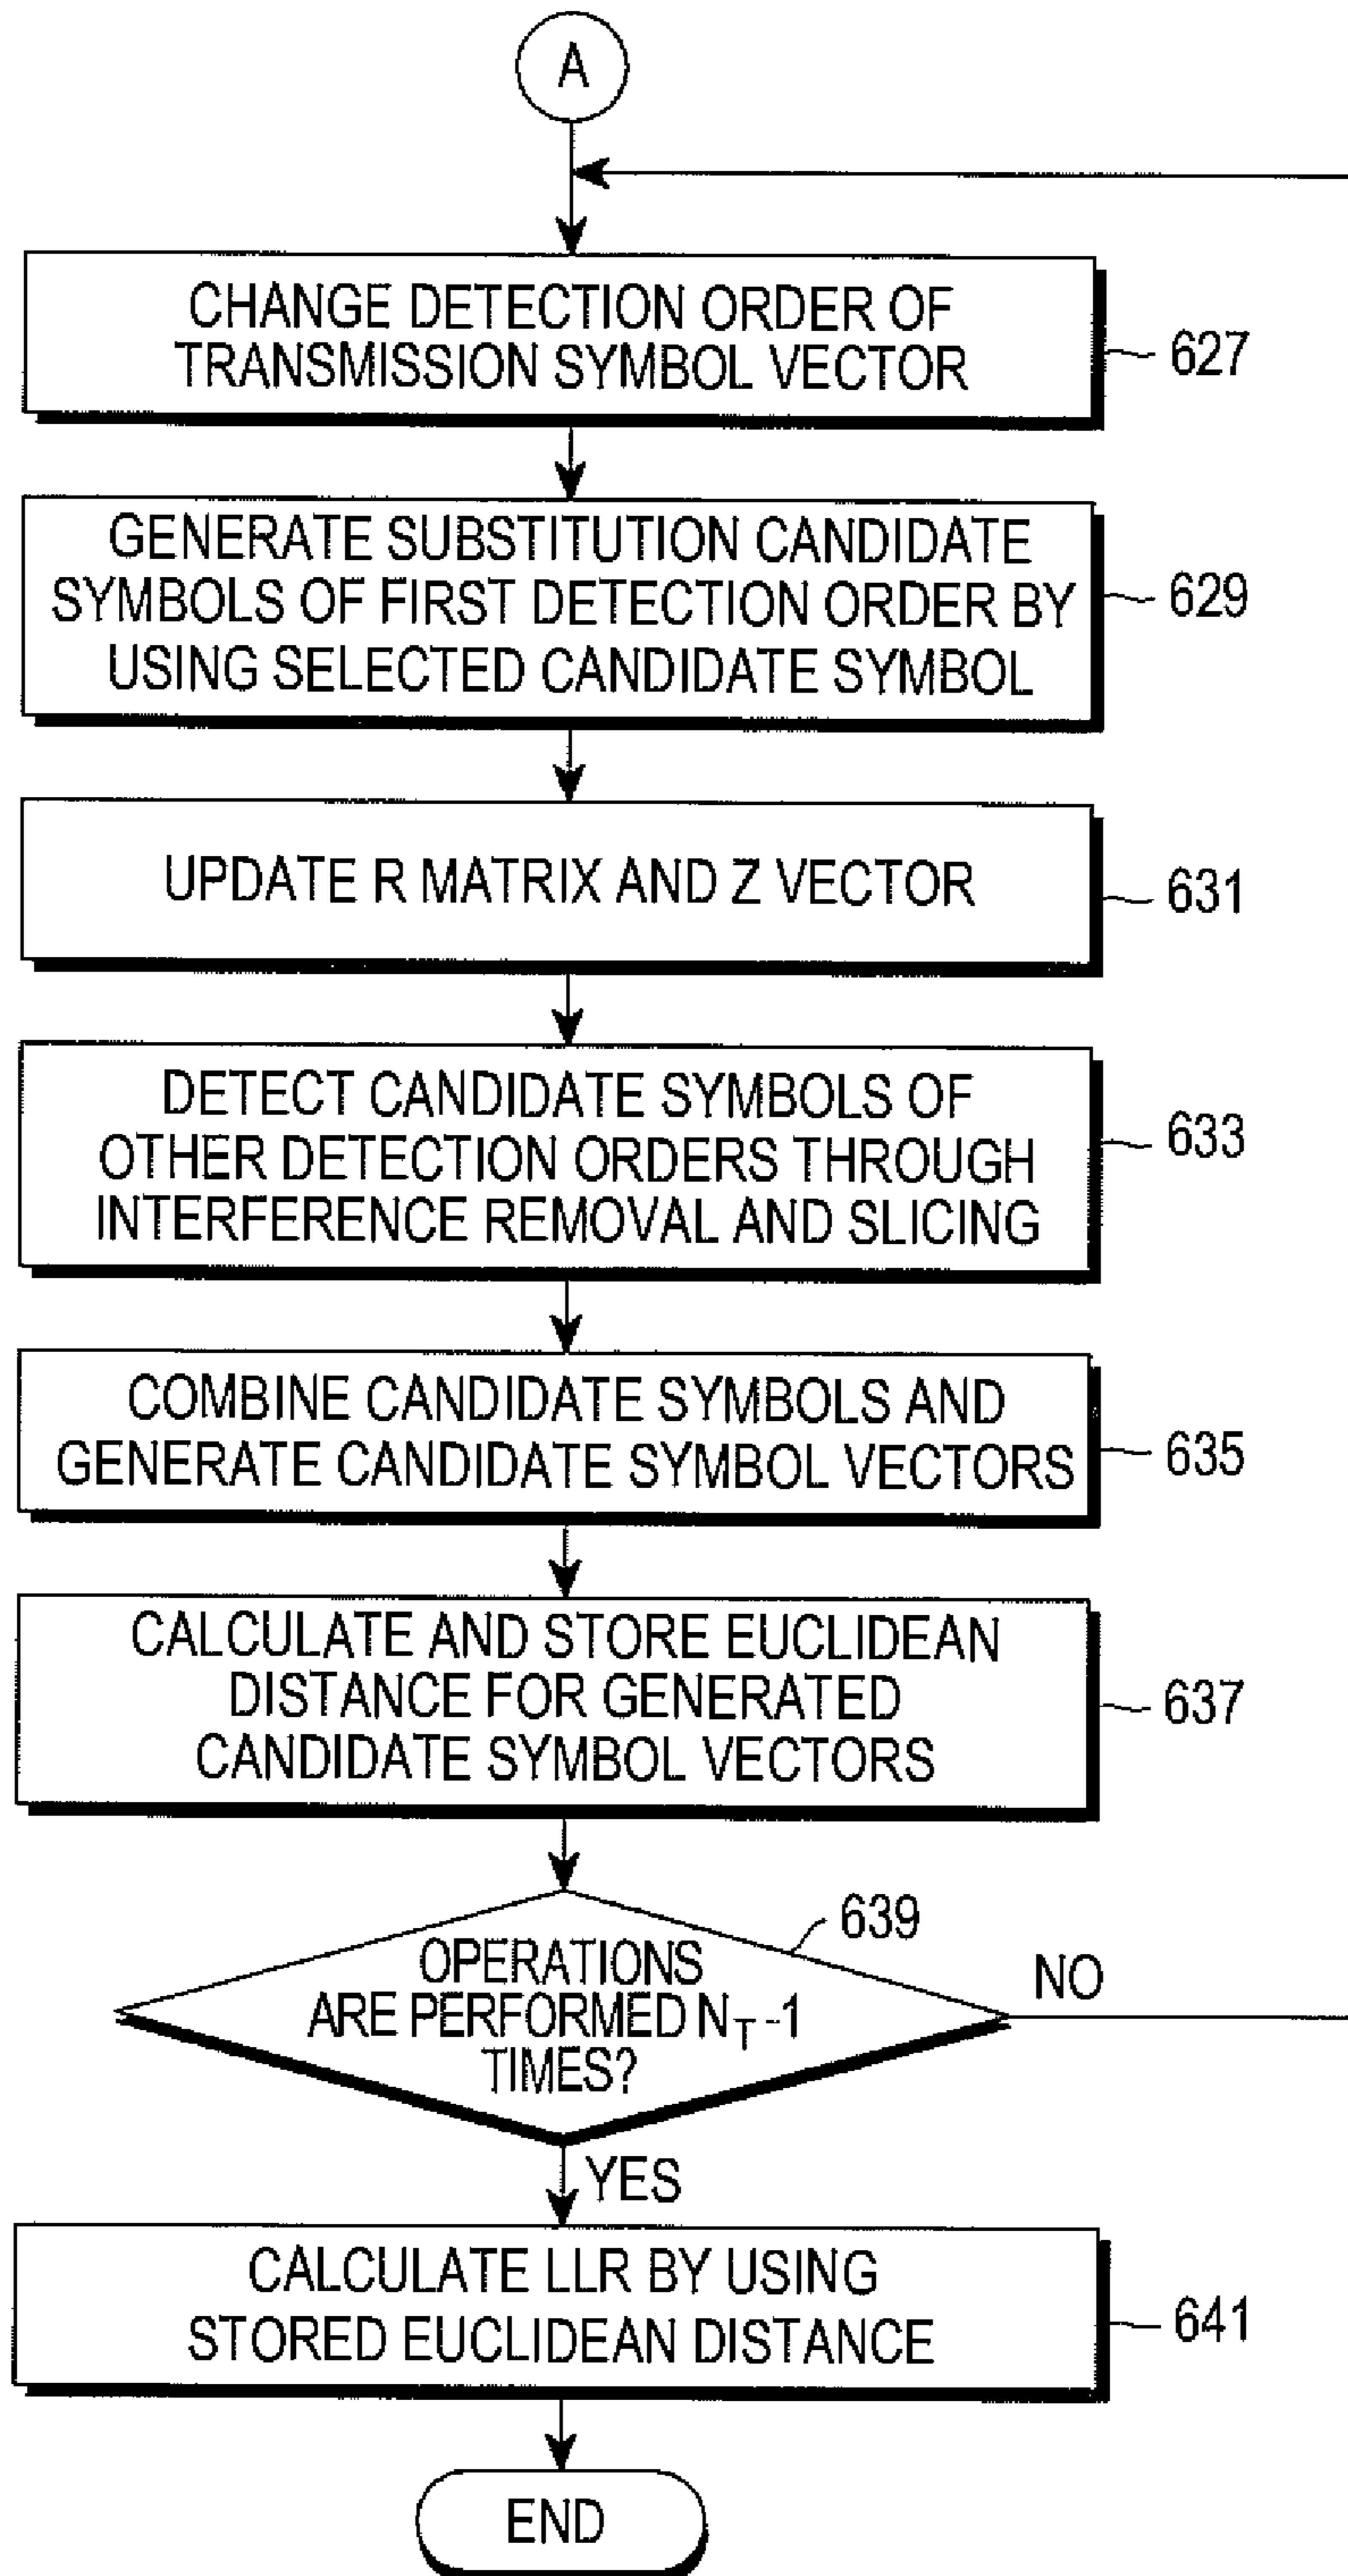 A
CHANGE DETECTION ORDER OF
TRANSMISSION SYMBOL VECTOR
627
GENERATE SUBSTITUTION CANDIDATE
SYMBOLS OF FIRST DETECTION ORDER BY
USING SELECTED CANDIDATE SYMBOL
629
UPDATE R MATRIX AND Z VECTOR
631
DETECT CANDIDATE SYMBOLS OF
OTHER DETECTION ORDERS THROUGH
INTERFERENCE REMOVAL AND SLICING
633
COMBINE CANDIDATE SYMBOLS AND
GENERATE CANDIDATE SYMBOL VECTORS
635
CALCULATE AND STORE EUCLIDEAN
DISTANCE FOR GENERATED
CANDIDATE SYMBOL VECTORS
637
639
OPERATIONS
ARE PERFORMED N_T-1
TIMES?
NO
YES
CALCULATE LLR BY USING
STORED EUCLIDEAN DISTANCE
641
END